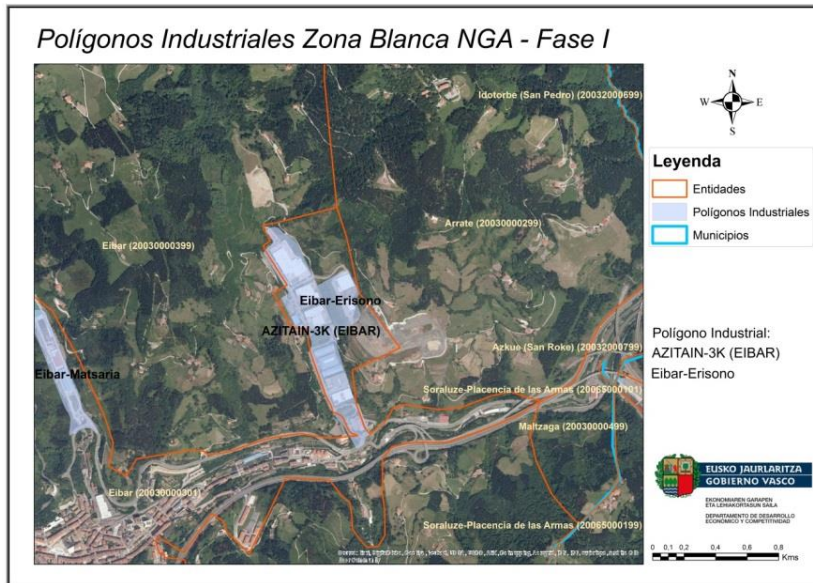 Polígonos Industriales Zona Blanca NGA - Fase I
Idotorbe (San Pedro) (20032000699)
Arrate (20030000299)
Eibar (20030000399)
Eibar-Erisono
AZITAIN-3K (EIBAR)
Azkue (San Roke) (20032000799)
Eibar-Matsaria
Soraluze-Placencia de las Armas (20065000101)
Maltzaga (20030000499)
Eibar (20030000301)
Soraluze-Placencia de las Armas (20065000199)
N
W
E
S
Leyenda
Entidades
Polígonos Industriales
Municipios
Polígono Industrial:
AZITAIN-3K (EIBAR)
Eibar-Erisono
EUSKO JAURLARITZA
GOBIERNO VASCO
EKONOMIAREN GARAPEN
ETA LEHIAKORTASUN SAILA
DEPARTAMENTO DE DESARROLLO
ECONÓMICO Y COMPETITIVIDAD
0 0,1 0,2 0,4 0,6 0,8
Kms